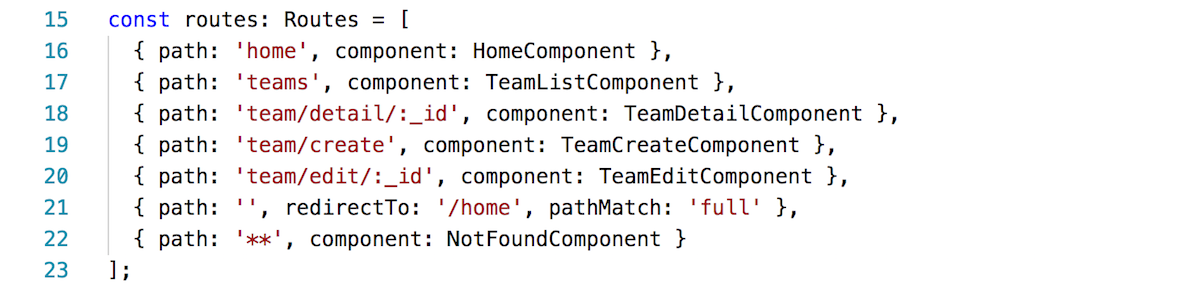 15 const routes: Routes = [
16 { path: 'home', component: HomeComponent },
17 { path: 'teams', component: TeamListComponent },
18 { path: 'team/detail/:_id', component: TeamDetailComponent },
19 { path: 'team/create', component: TeamCreateComponent },
20 { path: 'team/edit/:_id', component: TeamEditComponent },
21 { path: '', redirectTo: '/home', pathMatch: 'full' },
22 { path: '**', component: NotFoundComponent }
23 ];